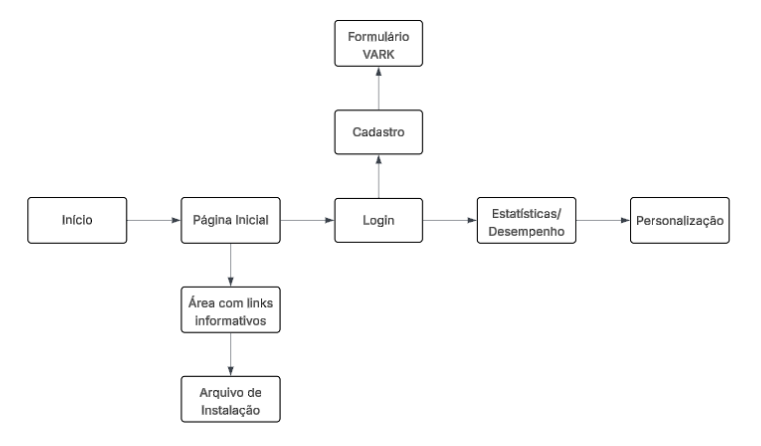 Formulário
VARK
Cadastro
Início
Página Inicial
Login
Estatísticas/
Desempenho
Personalização
Área com links
informativos
Arquivo de
Instalação